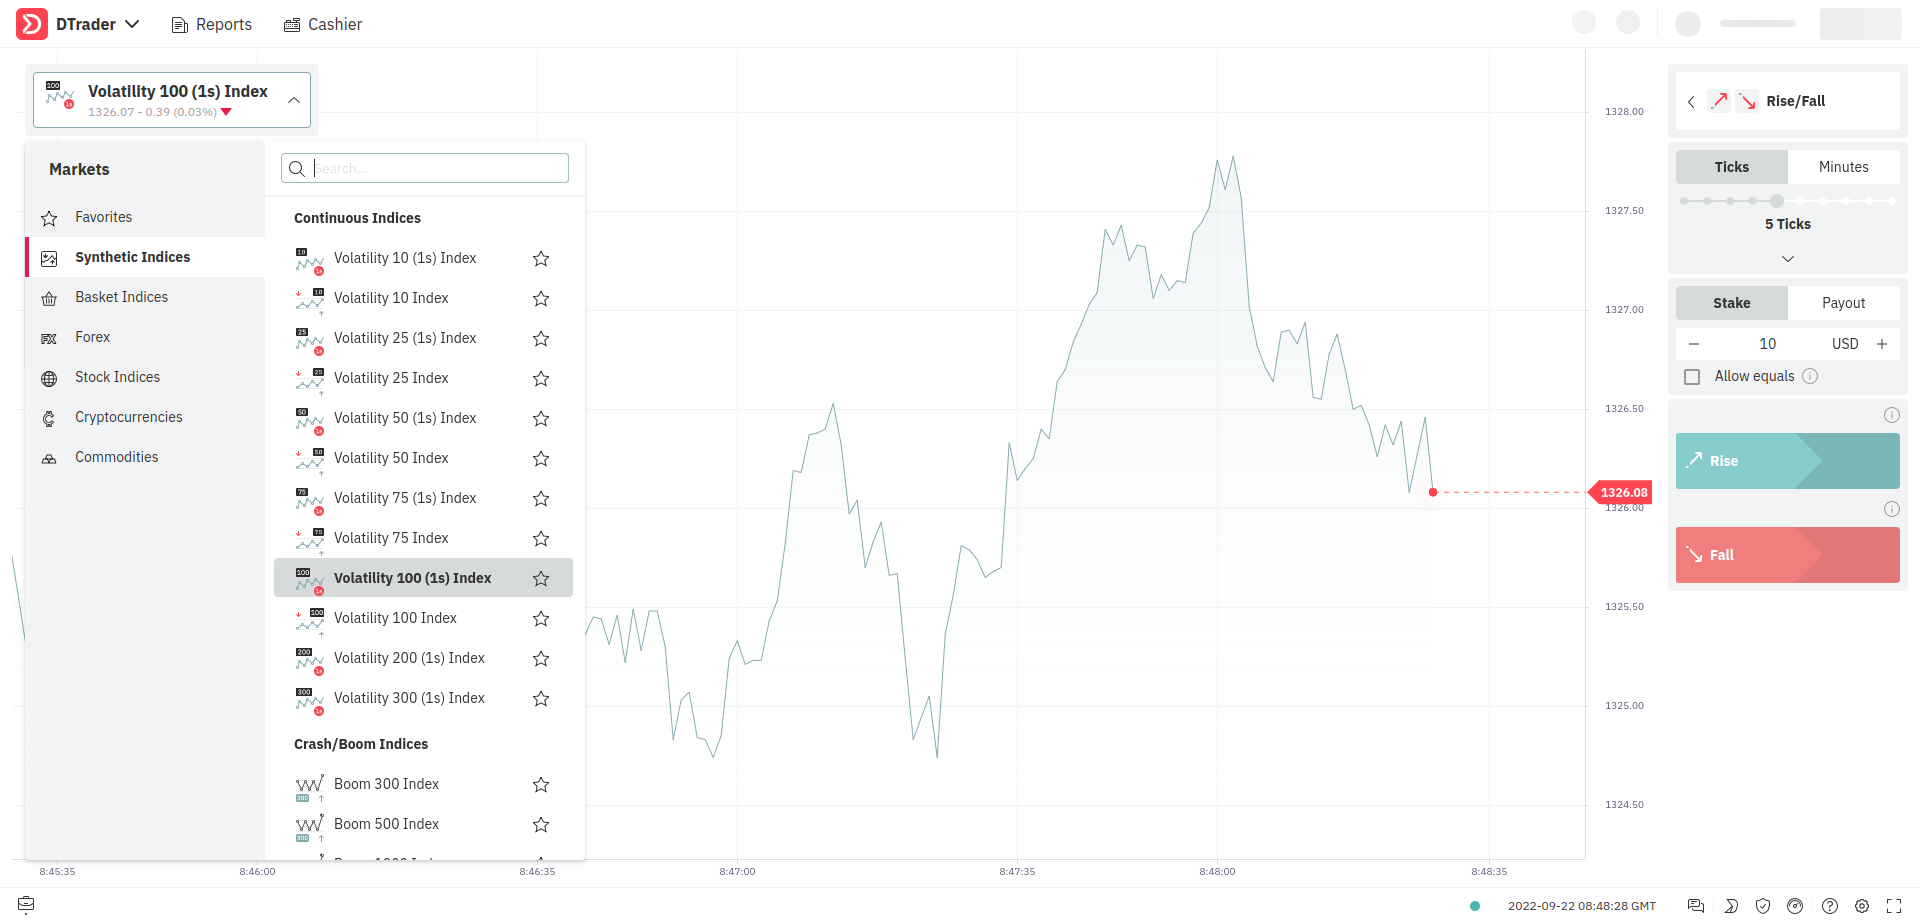 DTrader
Reports
Cashier
Volatility 100 (1s) Index
1326.07 - 0.39 (0.03%)
Markets
Search...
Favorites
Synthetic Indices
Basket Indices
Forex
Stock Indices
Cryptocurrencies
Commodities
Continuous Indices
Volatility 10 (1s) Index
Volatility 10 Index
Volatility 25 (1s) Index
Volatility 25 Index
Volatility 50 (1s) Index
Volatility 50 Index
Volatility 75 (1s) Index
Volatility 75 Index
Volatility 100 (1s) Index
Volatility 100 Index
Volatility 200 (1s) Index
Volatility 300 (1s) Index
Crash/Boom Indices
Boom 300 Index
Boom 500 Index
1328.00
1327.50
1327.00
1326.50
1326.08
1326.00
1325.50
1325.00
1324.50
8:45:35
8:46:00
8:46:35
8:47:00
8:47:35
8:48:00
8:48:35
Rise/Fall
Ticks
Minutes
5 Ticks
Stake
Payout
10
USD
Allow equals
Rise
Fall
2022-09-22 08:48:28 GMT